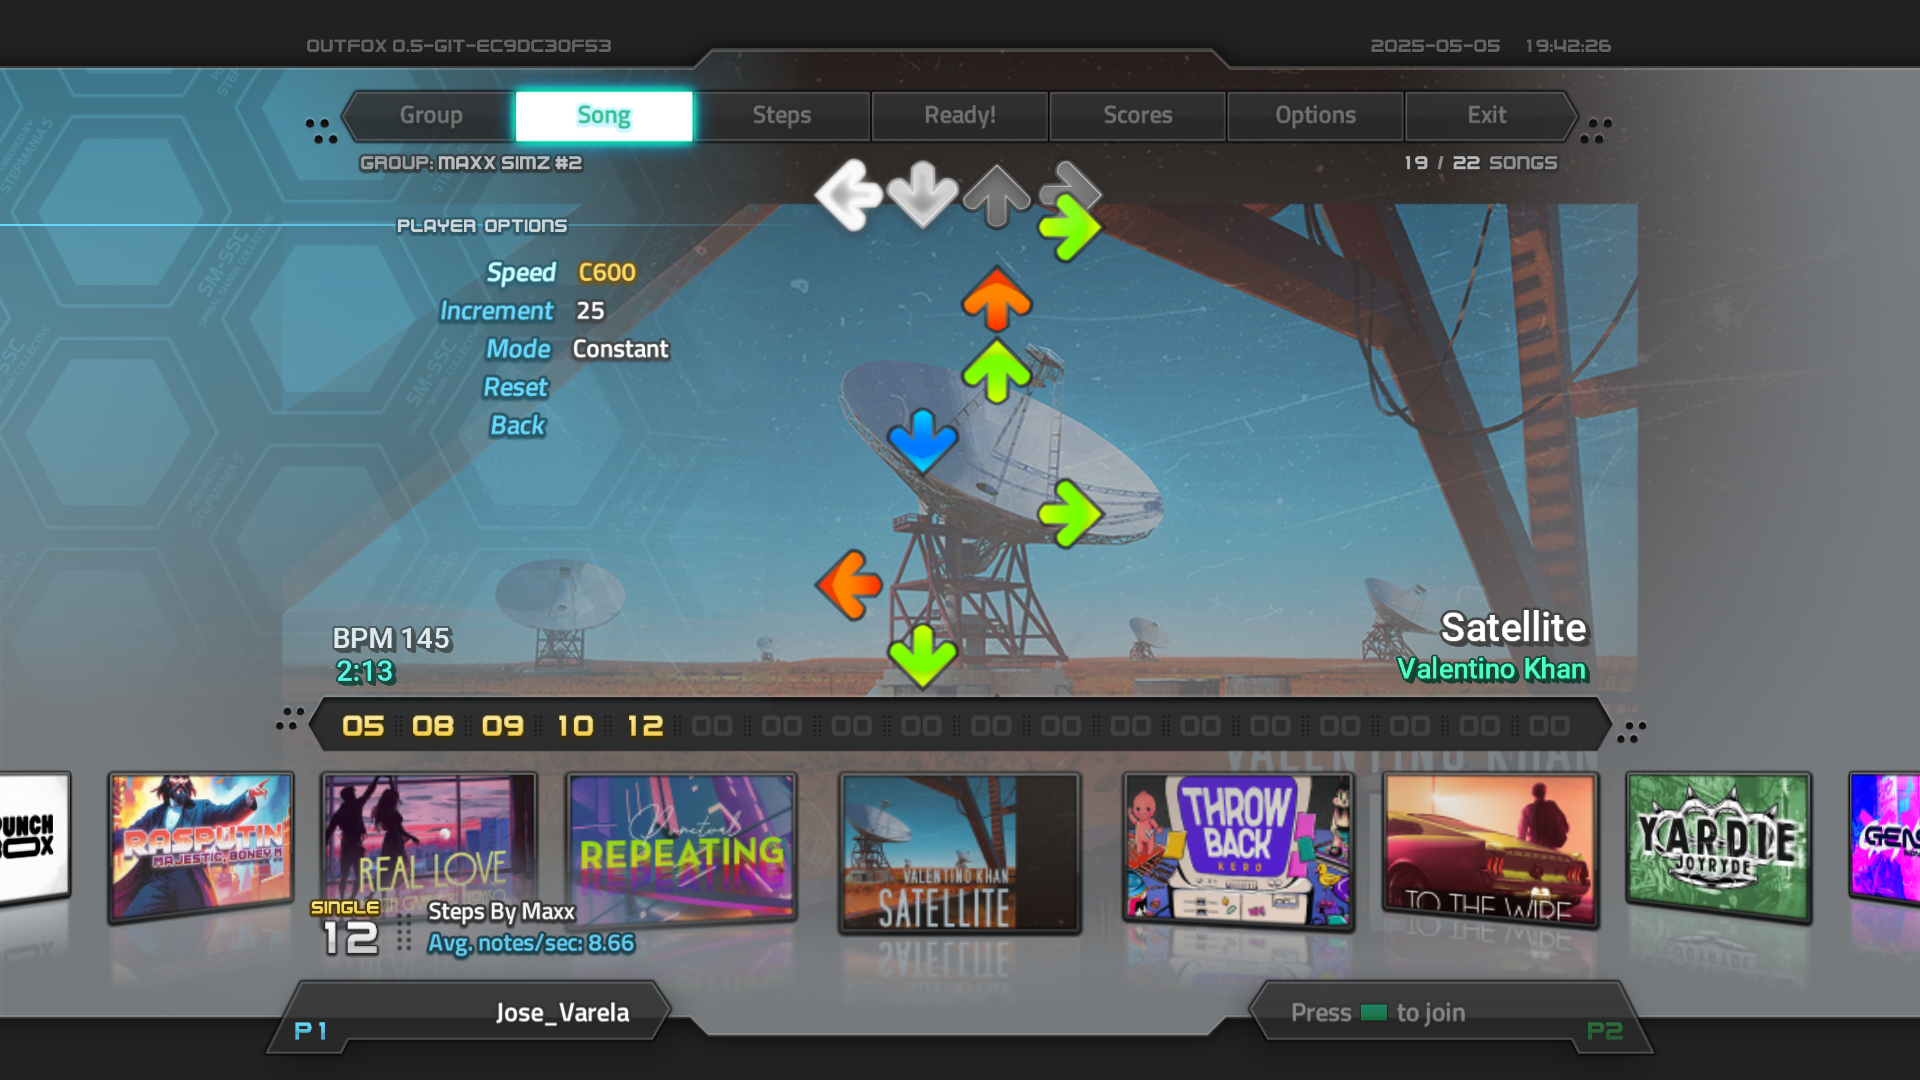 OUTFOX 0.5-GIT-EC9DC30F53
2025-05-05 19:42:26
Group
Song
Steps
Ready!
Scores
Options
Exit
GROUP: MAXX SIMZ #2
19 / 22 SONGS
PLAYER OPTIONS
Speed C600
Increment 25
Mode Constant
Reset
Back
BPM 145
2:13
Satellite
Valentino Khan
05 08 09 10 12 00 00 00 00 00 00 00 00 00 00 00 00 00
VALENTINO KHAN
PUNCH
BOX
RASPUTIN
MAJESTIC, BONEY M
REAL LOVE
Punctual
REPEATING
VALENTINO KHAN
SATELLITE
THROW
BACK
KERO
TO THE WIRE
YARDIE
JOYRYDE
SINGLE
12
Steps By Maxx
Avg. notes/sec: 8.66
P1
Jose_Varela
Press to join
P2